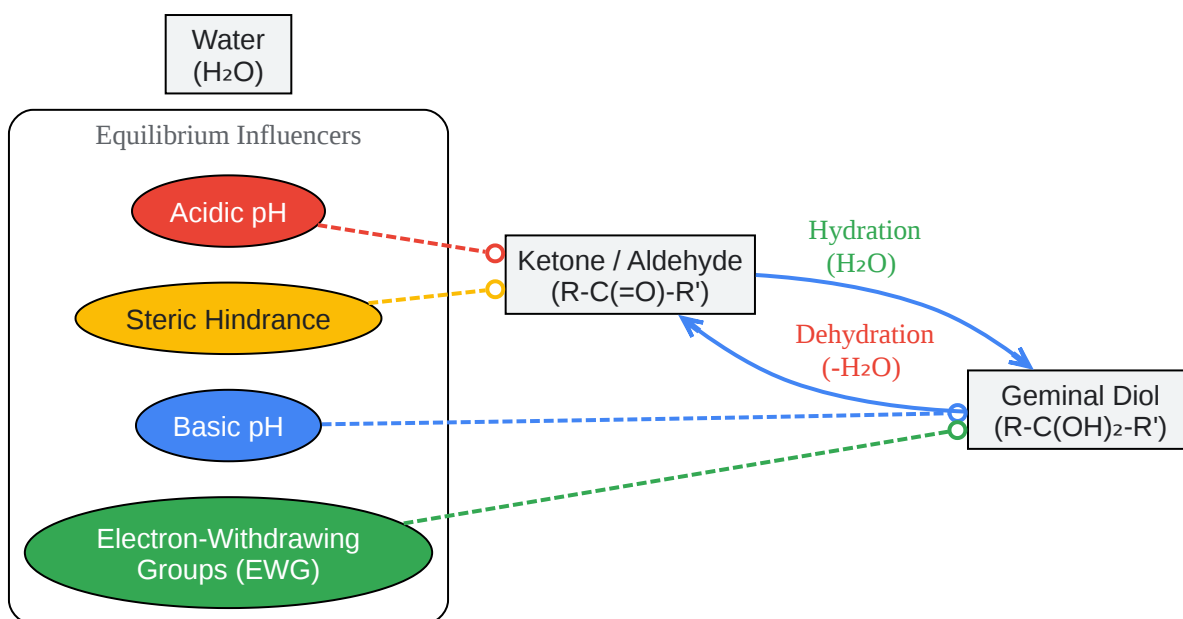 Water
(H₂O)
Equilibrium Influencers
Acidic pH
Steric Hindrance
Basic pH
Electron-Withdrawing
Groups (EWG)
Ketone / Aldehyde
(R-C(=O)-R')
Hydration
(H₂O)
Dehydration
(-H₂O)
Geminal Diol
(R-C(OH)₂-R')